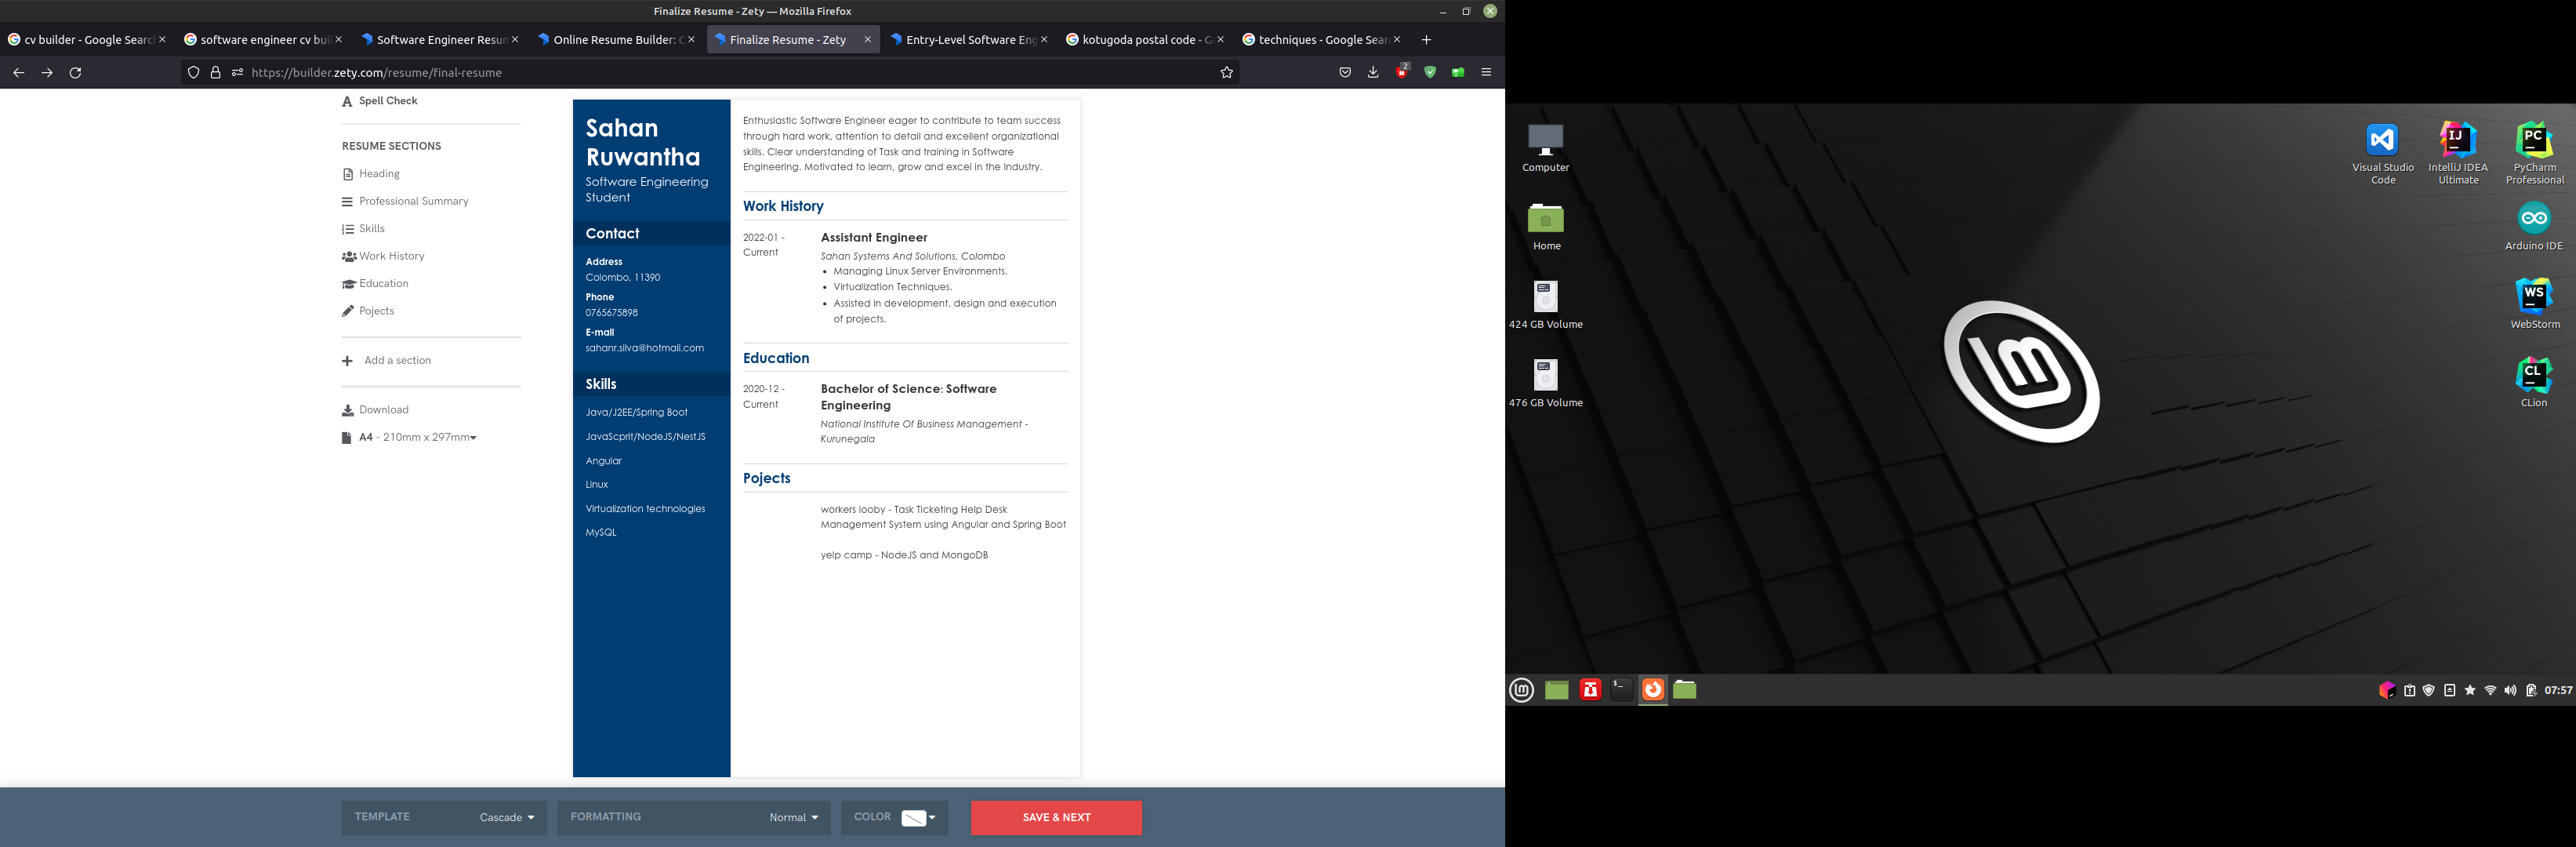 Finalize Resume - Zety — Mozilla Firefox
cv builder - Google Searc
software engineer cv buil
Software Engineer Resum
Online Resume Builder: C
Finalize Resume - Zety
Entry-Level Software Eng
kotugoda postal code - G
techniques - Google Sear
https://builder.zety.com/resume/final-resume
2
Spell Check
RESUME SECTIONS
Heading
Professional Summary
Skills
Work History
Education
Pojects
Add a section
Download
A4 - 210mm x 297mm
Sahan
Ruwantha
Software Engineering
Student
Contact
Address
Colombo, 11390
Phone
0765675898
E-mail
sahanr.silva@hotmail.com
Skills
Java/J2EE/Spring Boot
JavaScprit/NodeJS/NestJS
Angular
Linux
Virtualization technologies
MySQL
Enthusiastic Software Engineer eager to contribute to team success
through hard work, attention to detail and excellent organizational
skills. Clear understanding of Task and training in Software
Engineering. Motivated to learn, grow and excel in the Industry.
Work History
2022-01 -
Current
Assistant Engineer
Sahan Systems And Solutions, Colombo
• Managing Linux Server Environments.
• Virtualization Techniques.
• Assisted in development, design and execution
of projects.
Education
2020-12 -
Current
Bachelor of Science: Software
Engineering
National Institute Of Business Management -
Kurunegala
Pojects
workers looby - Task Ticketing Help Desk
Management System using Angular and Spring Boot
yelp camp - NodeJS and MongoDB
TEMPLATE
Cascade
FORMATTING
Normal
COLOR
SAVE & NEXT
Computer
Home
424 GB Volume
476 GB Volume
Visual Studio
Code
IJ
IntelliJ IDEA
Ultimate
PC
PyCharm
Professional
Arduino IDE
WS
WebStorm
CL
CLion
07:57